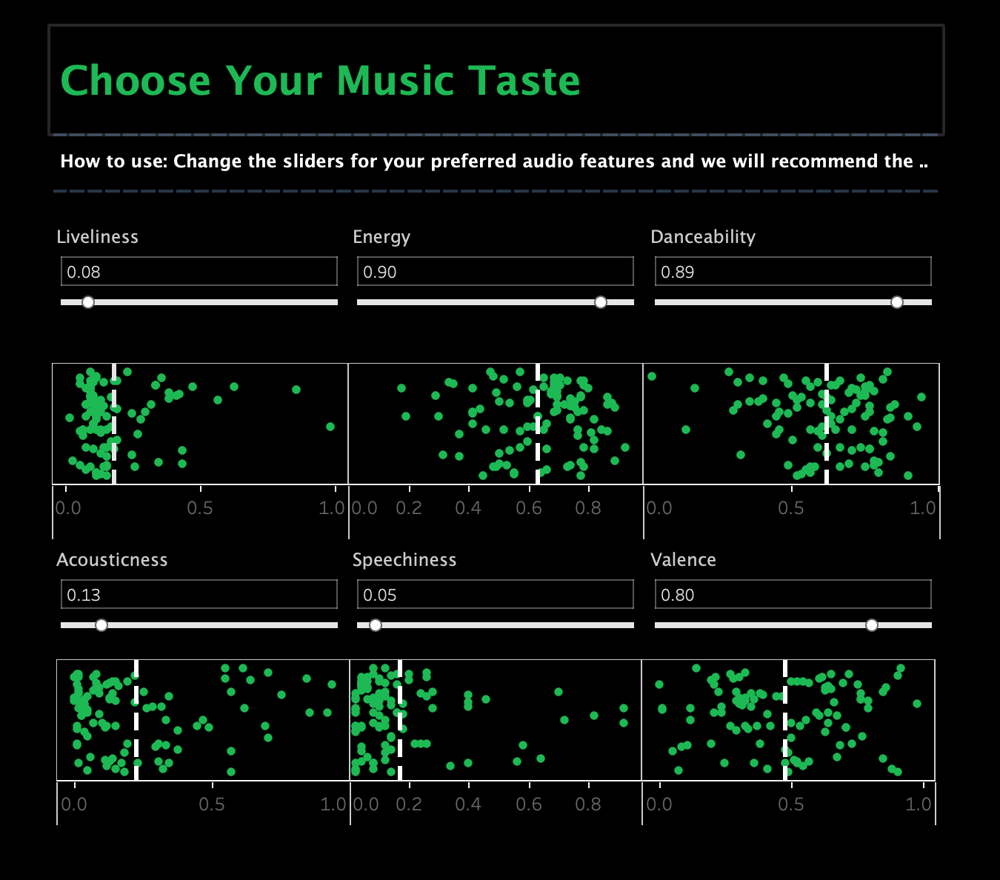 Choose Your Music Taste
How to use: Change the sliders for your preferred audio features and we will recommend the ..
Liveliness Energy Danceability
0.08 0.90 0.89
0.0 0.5 1.0 0.0 0.2 0.4 0.6 0.8 0.0 0.5 1.0
Acousticness Speechiness Valence
0.13 0.05 0.80
0.0 0.5 1.0 0.0 0.2 0.4 0.6 0.8 0.0 0.5 1.0